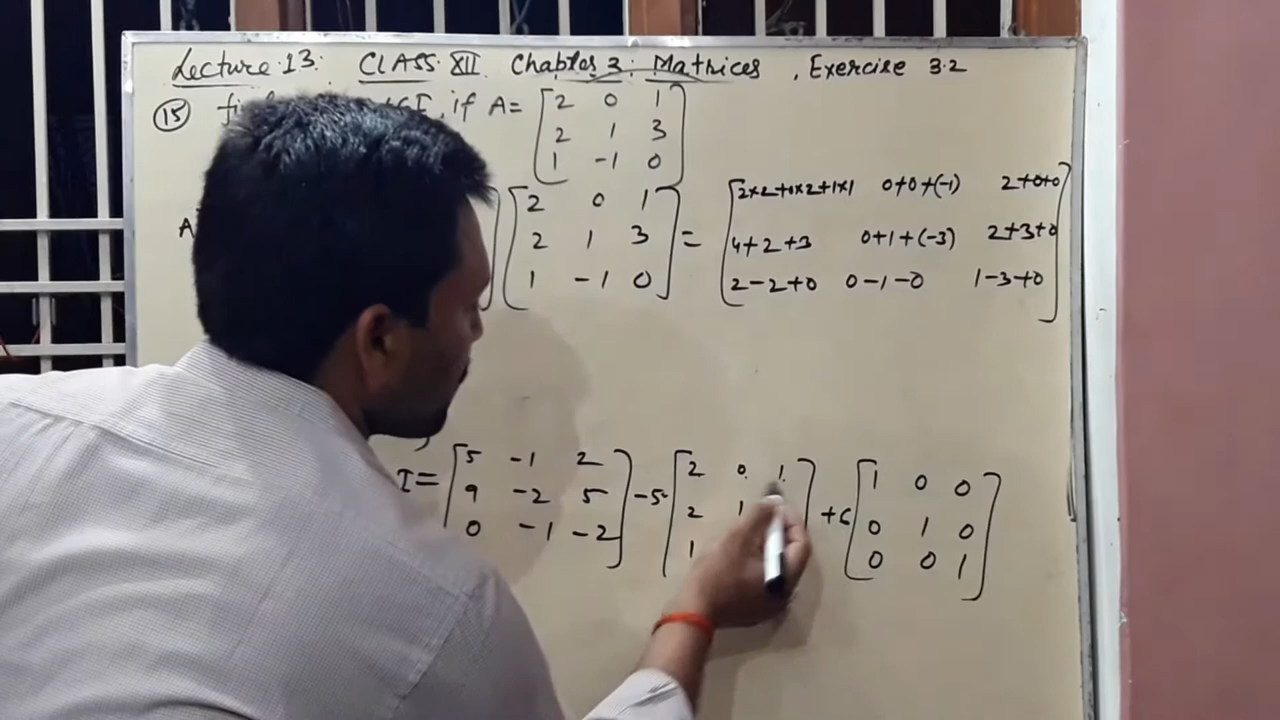 Lecture 13: CLASS XII Chapter 3: Matrices, Exercise 3.2
(15) if A= [2 0 1
2 1 3
1 -1 0]
A [2 0 1 = [2×2+0×2+1×1 0+0+(-1) 2+0+0
2 1 3 4+2+3 0+1+(-3) 2+3+0
1 -1 0] 2-2+0 0-1-0 1-3+0]
I= [5 -1 2 -5 [2 0 1 +6 [1 0 0
9 -2 5 2 1 0 1 0
0 -1 -2] 1 0 0 1]